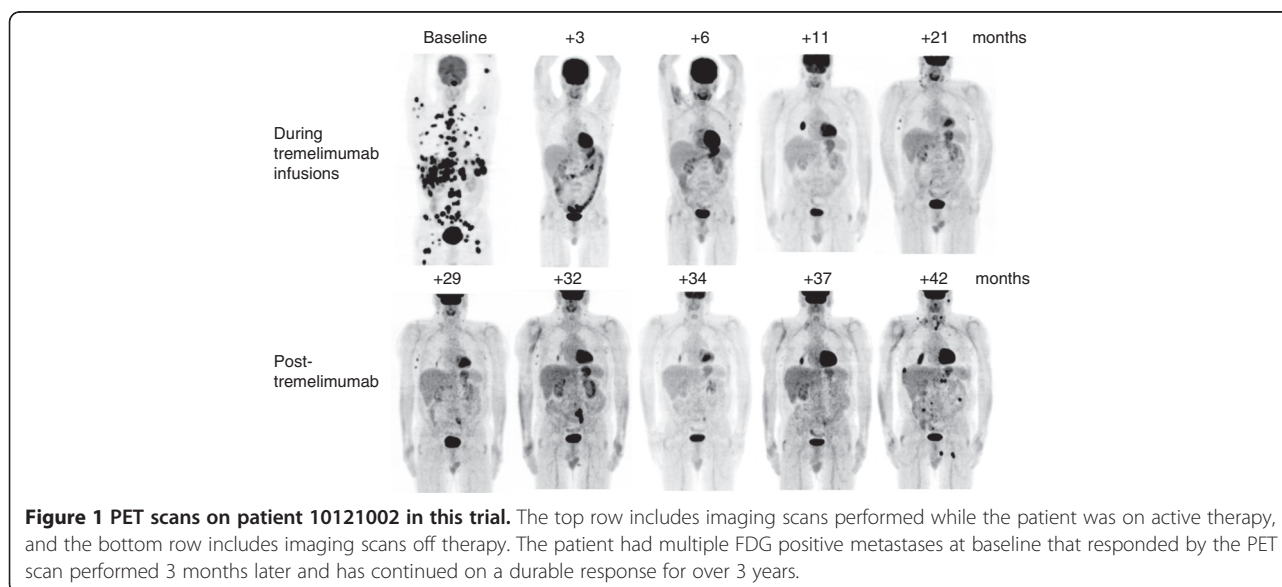 Baseline +3 +6 +11 +21 months
During
tremelimumab
infusions
+29 +32 +34 +37 +42 months
Post-
tremelimumab
Figure 1 PET scans on patient 10121002 in this trial. The top row includes imaging scans performed while the patient was on active therapy,
and the bottom row includes imaging scans off therapy. The patient had multiple FDG positive metastases at baseline that responded by the PET
scan performed 3 months later and has continued on a durable response for over 3 years.